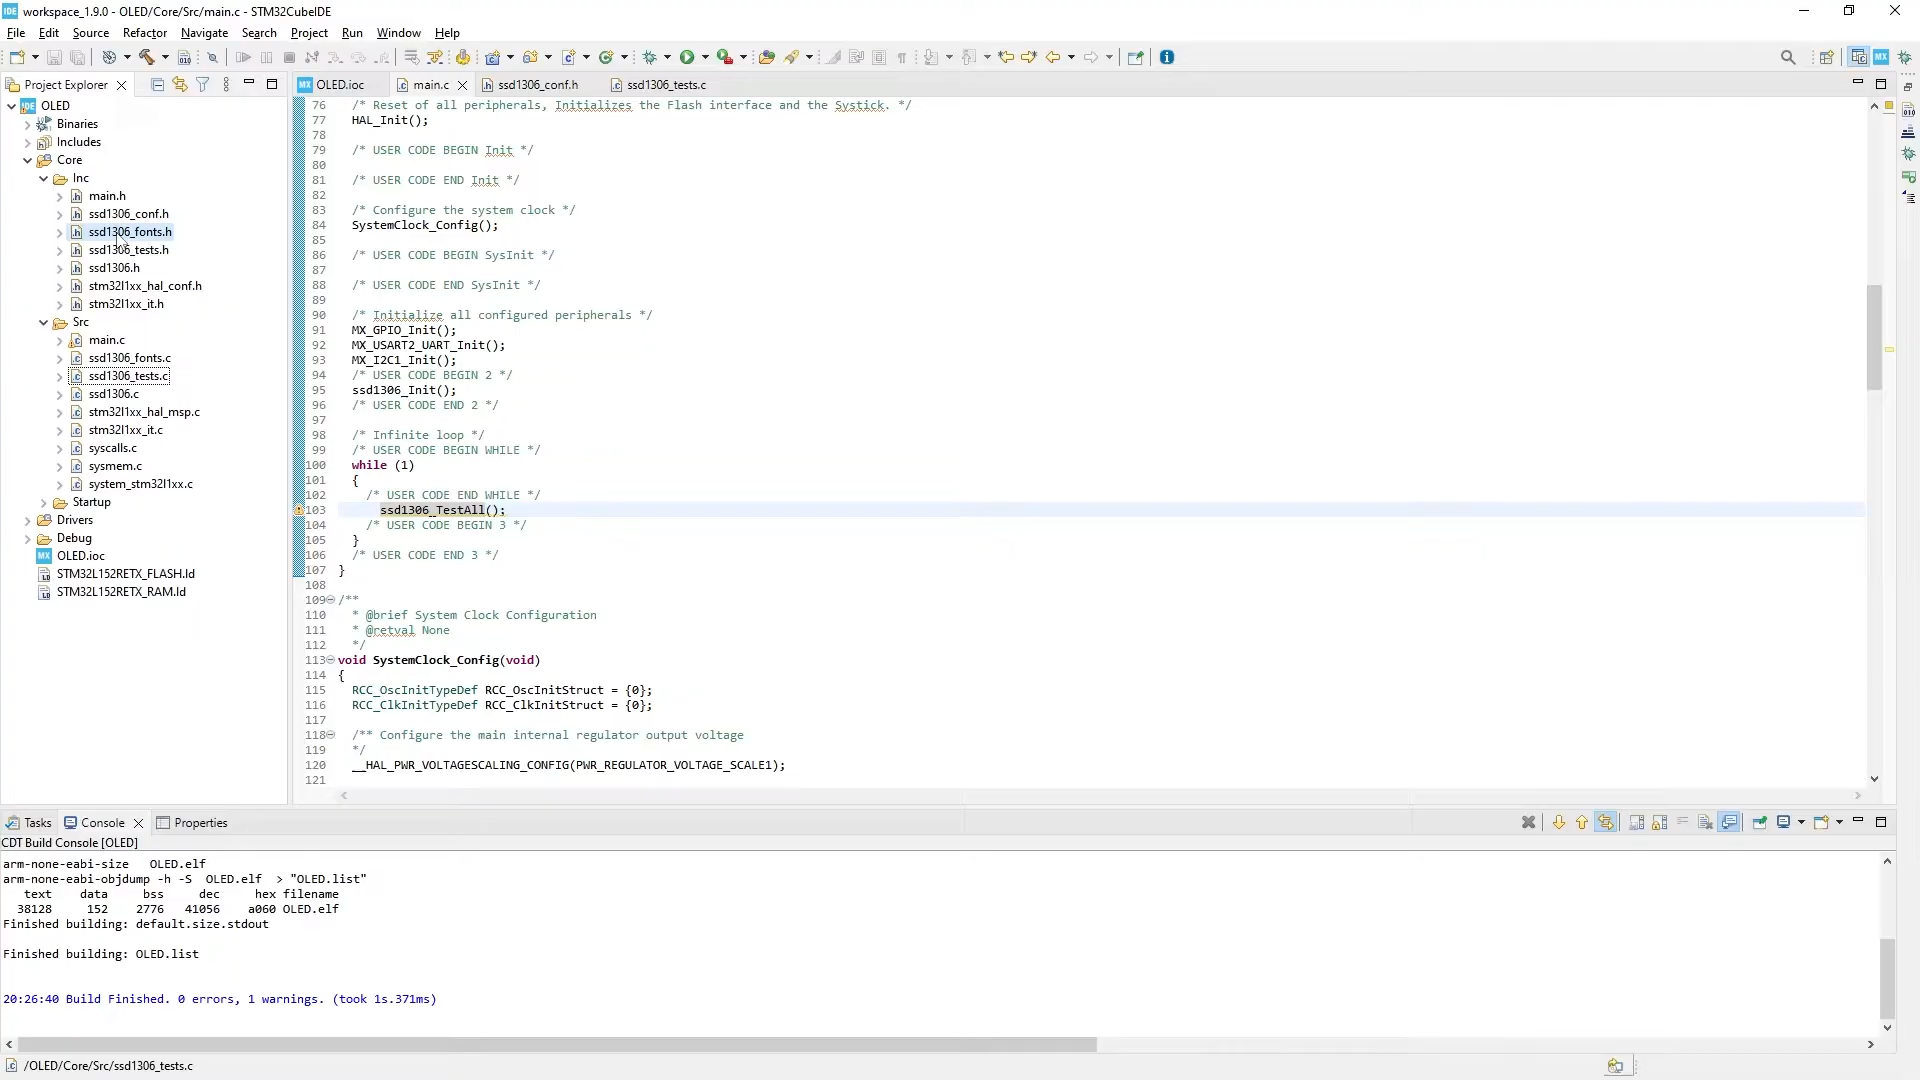 workspace_1.9.0 - OLED/Core/Src/main.c - STM32CubeIDE
File Edit Source Refactor Navigate Search Project Run Window Help
Project Explorer
OLED
Binaries
Includes
Core
Inc
main.h
ssd1306_conf.h
ssd1306_fonts.h
ssd1306_tests.h
ssd1306.h
stm32l1xx_hal_conf.h
stm32l1xx_it.h
Src
main.c
ssd1306_fonts.c
ssd1306_tests.c
ssd1306.c
stm32l1xx_hal_msp.c
stm32l1xx_it.c
syscalls.c
sysmem.c
system_stm32l1xx.c
Startup
Drivers
Debug
OLED.ioc
STM32L152RETX_FLASH.ld
STM32L152RETX_RAM.ld
OLED.ioc main.c ssd1306_conf.h ssd1306_tests.c
76 /* Reset of all peripherals, Initializes the Flash interface and the Systick. */
77 HAL_Init();
78
79 /* USER CODE BEGIN Init */
80
81 /* USER CODE END Init */
82
83 /* Configure the system clock */
84 SystemClock_Config();
85
86 /* USER CODE BEGIN SysInit */
87
88 /* USER CODE END SysInit */
89
90 /* Initialize all configured peripherals */
91 MX_GPIO_Init();
92 MX_USART2_UART_Init();
93 MX_I2C1_Init();
94 /* USER CODE BEGIN 2 */
95 ssd1306_Init();
96 /* USER CODE END 2 */
97
98 /* Infinite loop */
99 /* USER CODE BEGIN WHILE */
100 while (1)
101 {
102 /* USER CODE END WHILE */
103 ssd1306_TestAll();
104 /* USER CODE BEGIN 3 */
105 }
106 /* USER CODE END 3 */
107 }
108
109 /**
110 * @brief System Clock Configuration
111 * @retval None
112 */
113 void SystemClock_Config(void)
114 {
115 RCC_OscInitTypeDef RCC_OscInitStruct = {0};
116 RCC_ClkInitTypeDef RCC_ClkInitStruct = {0};
117
118 /** Configure the main internal regulator output voltage
119 */
120 __HAL_PWR_VOLTAGESCALING_CONFIG(PWR_REGULATOR_VOLTAGE_SCALE1);
121
Tasks Console Properties
CDT Build Console [OLED]
arm-none-eabi-size OLED.elf
arm-none-eabi-objdump -h -S OLED.elf > "OLED.list"
text data bss dec hex filename
38128 152 2776 41056 a060 OLED.elf
Finished building: default.size.stdout
Finished building: OLED.list
20:26:40 Build Finished. 0 errors, 1 warnings. (took 1s.371ms)
/OLED/Core/Src/ssd1306_tests.c